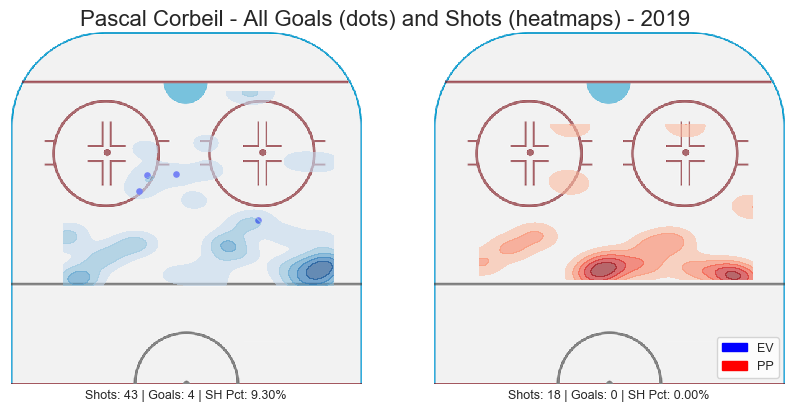 Pascal Corbeil - All Goals (dots) and Shots (heatmaps) - 2019
EV
PP
Shots: 43 | Goals: 4 | SH Pct: 9.30%
Shots: 18 | Goals: 0 | SH Pct: 0.00%